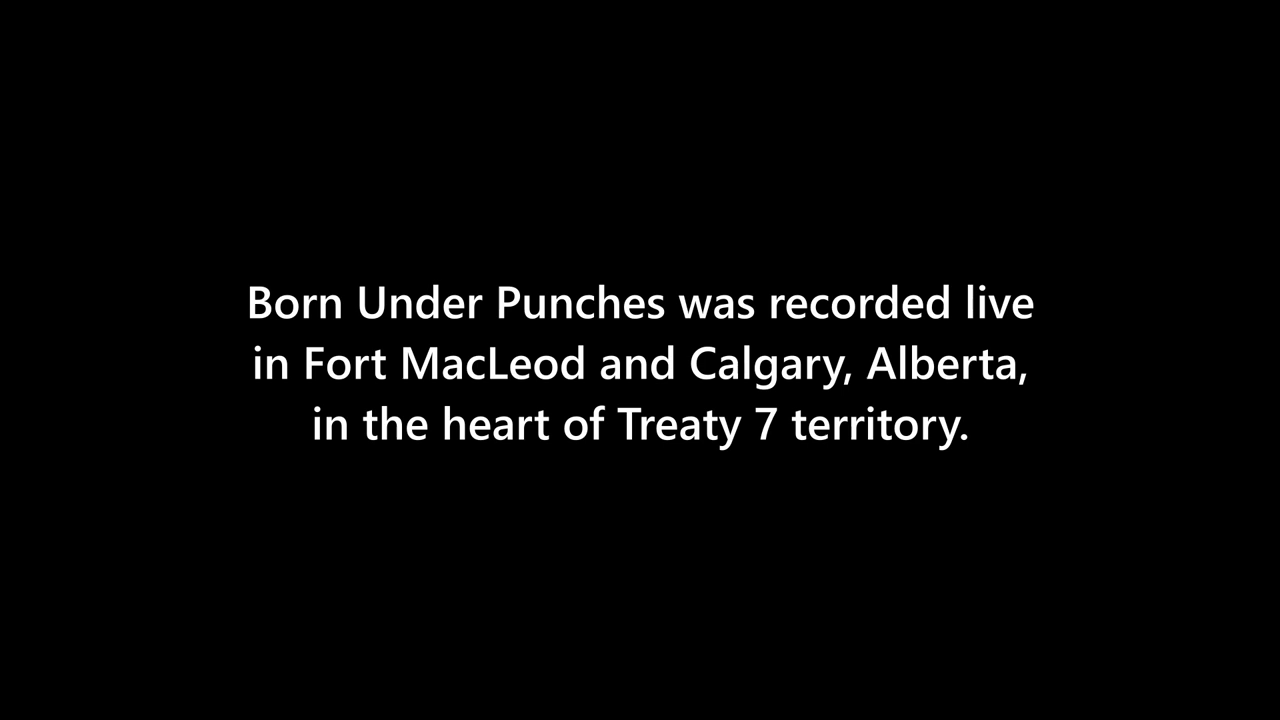 Born Under Punches was recorded live
in Fort MacLeod and Calgary, Alberta,
in the heart of Treaty 7 territory.